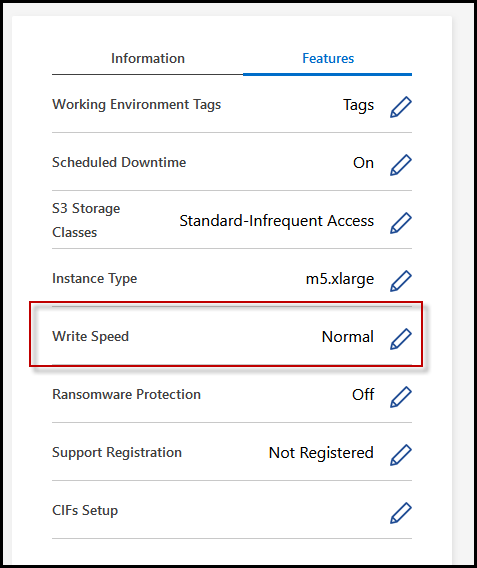 Information Features
Working Environment Tags Tags
Scheduled Downtime On
S3 Storage
Classes Standard-Infrequent Access
Instance Type m5.xlarge
Write Speed Normal
Ransomware Protection Off
Support Registration Not Registered
CIFs Setup